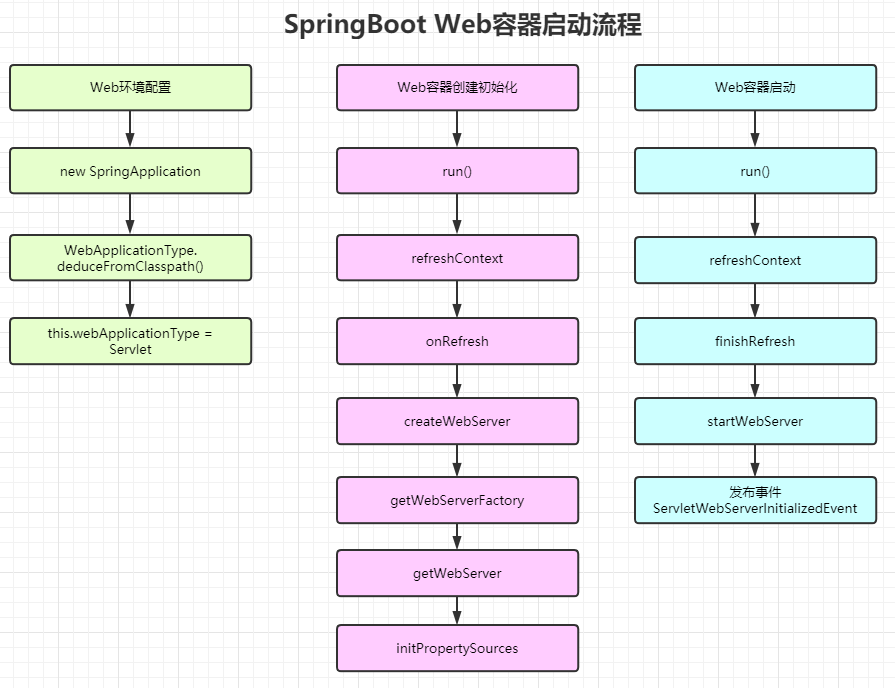 SpringBoot Web容器启动流程
Web环境配置
new SpringApplication
WebApplicationType.
deduceFromClasspath()
this.webApplicationType =
Servlet
Web容器创建初始化
run()
refreshContext
onRefresh
createWebServer
getWebServerFactory
getWebServer
initPropertySources
Web容器启动
run()
refreshContext
finishRefresh
startWebServer
发布事件
ServletWebServerInitializedEvent